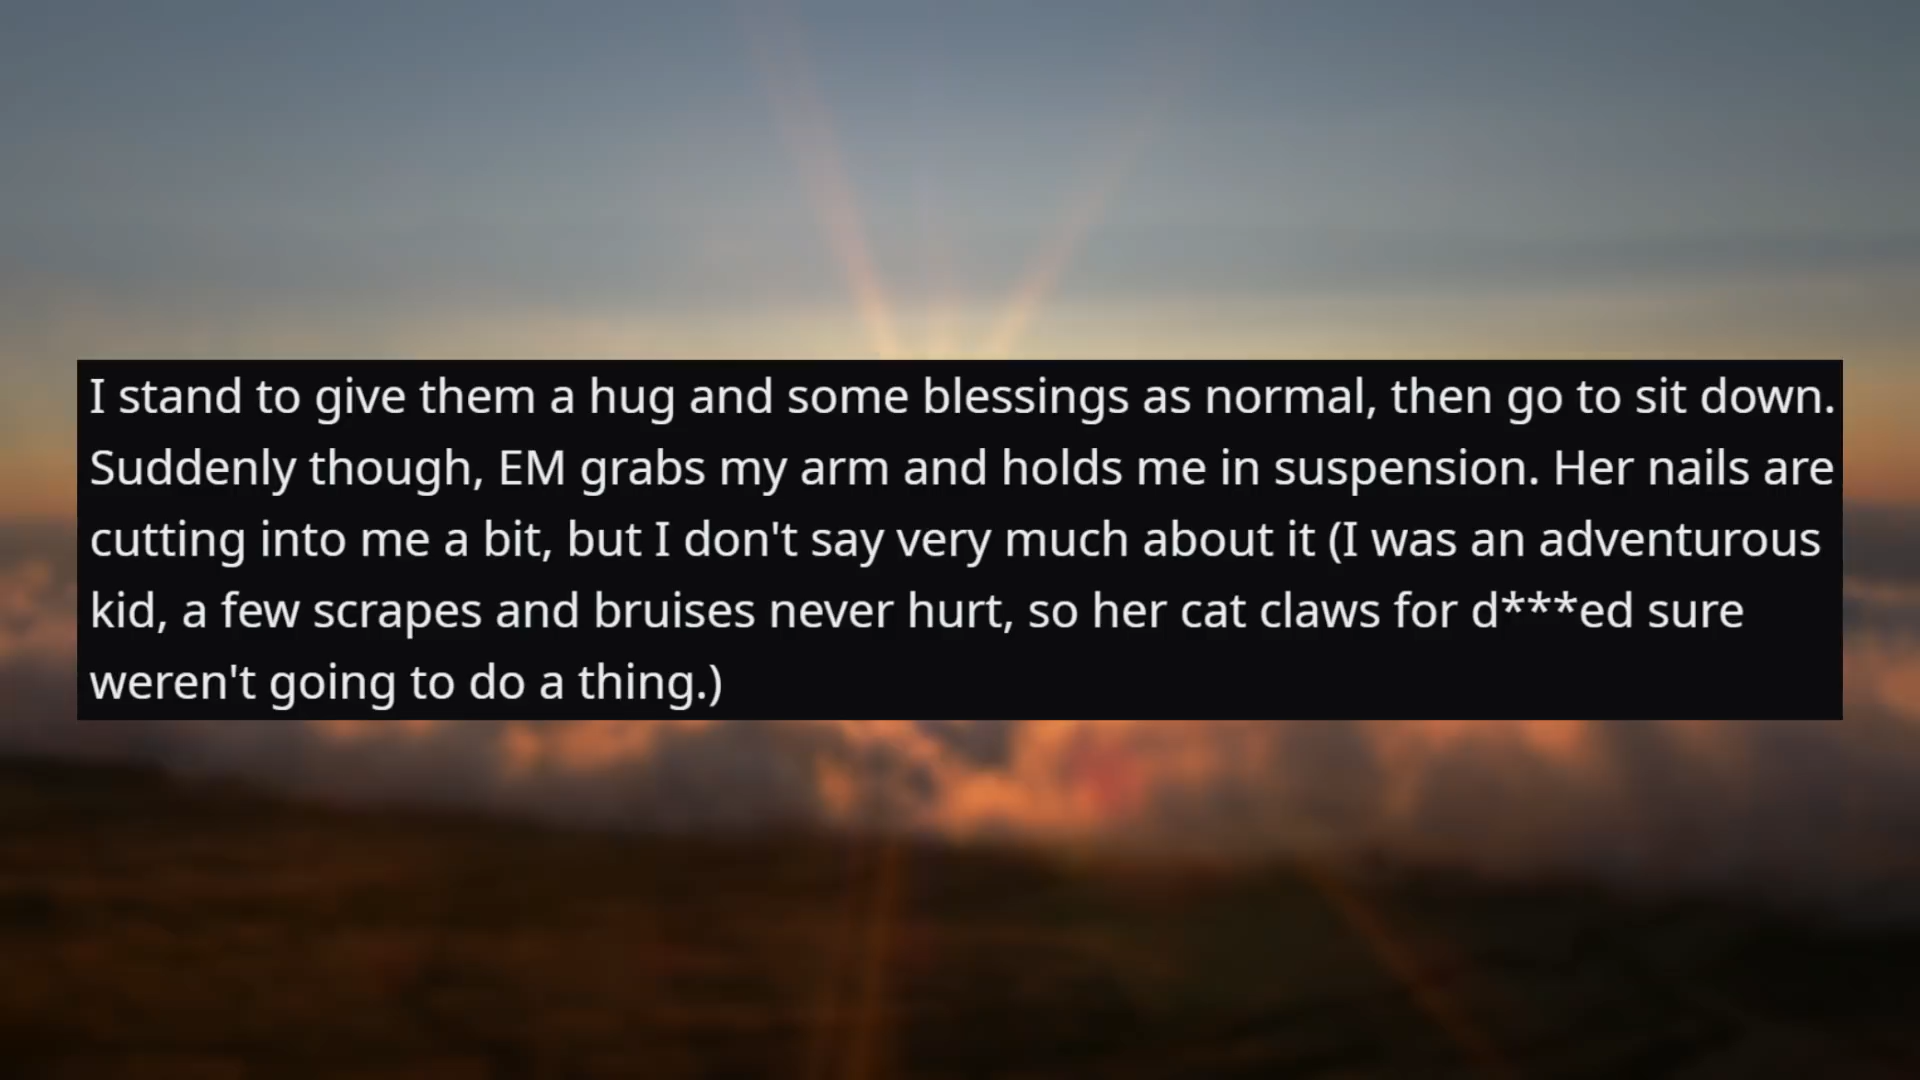 I stand to give them a hug and some blessings as normal, then go to sit down.
Suddenly though, EM grabs my arm and holds me in suspension. Her nails are
cutting into me a bit, but I don't say very much about it (I was an adventurous
kid, a few scrapes and bruises never hurt, so her cat claws for d***ed sure
weren't going to do a thing.)